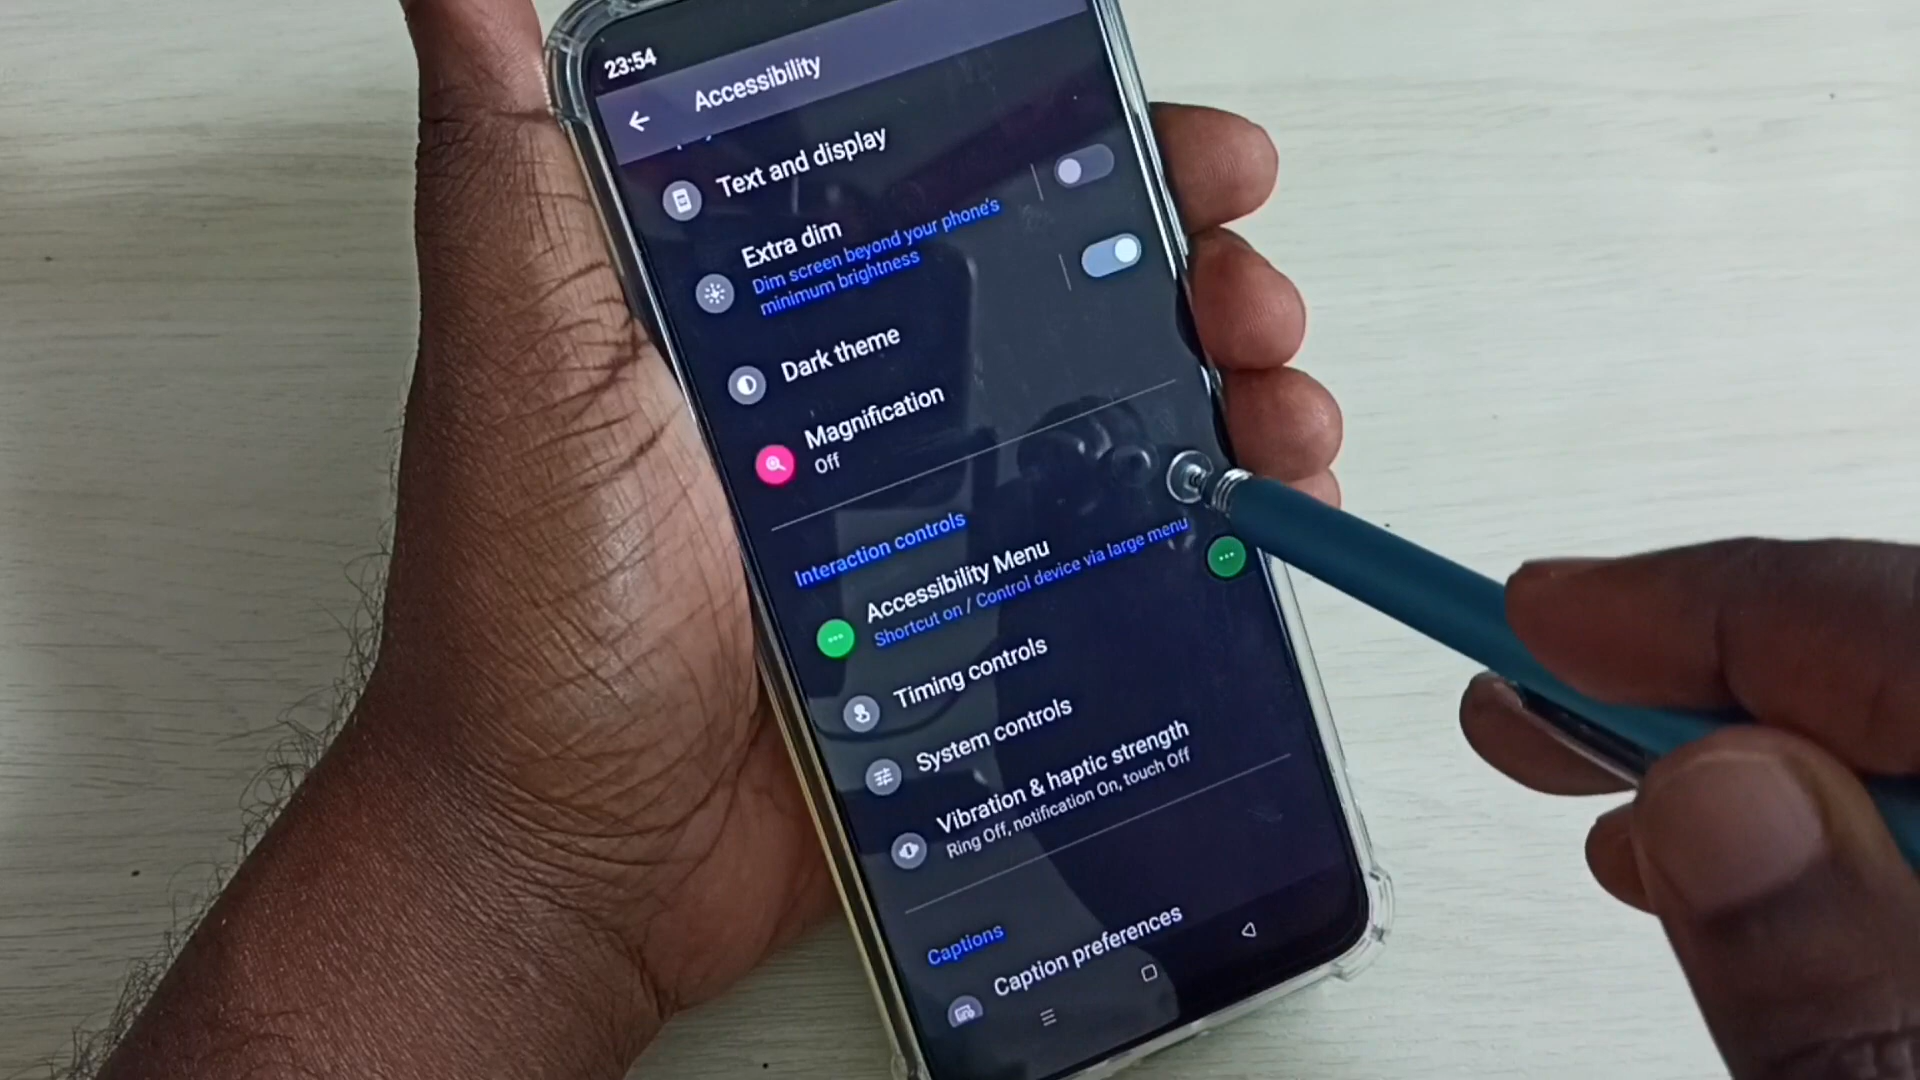 23:54
Accessibility
Text and display
Extra dim
Dim screen beyond your phone's
minimum brightness
Dark theme
Magnification
Off
Interaction controls
Accessibility Menu
Shortcut on / Control device via large menu
Timing controls
System controls
Vibration & haptic strength
Ring Off, notification On, touch Off
Captions
Caption preferences